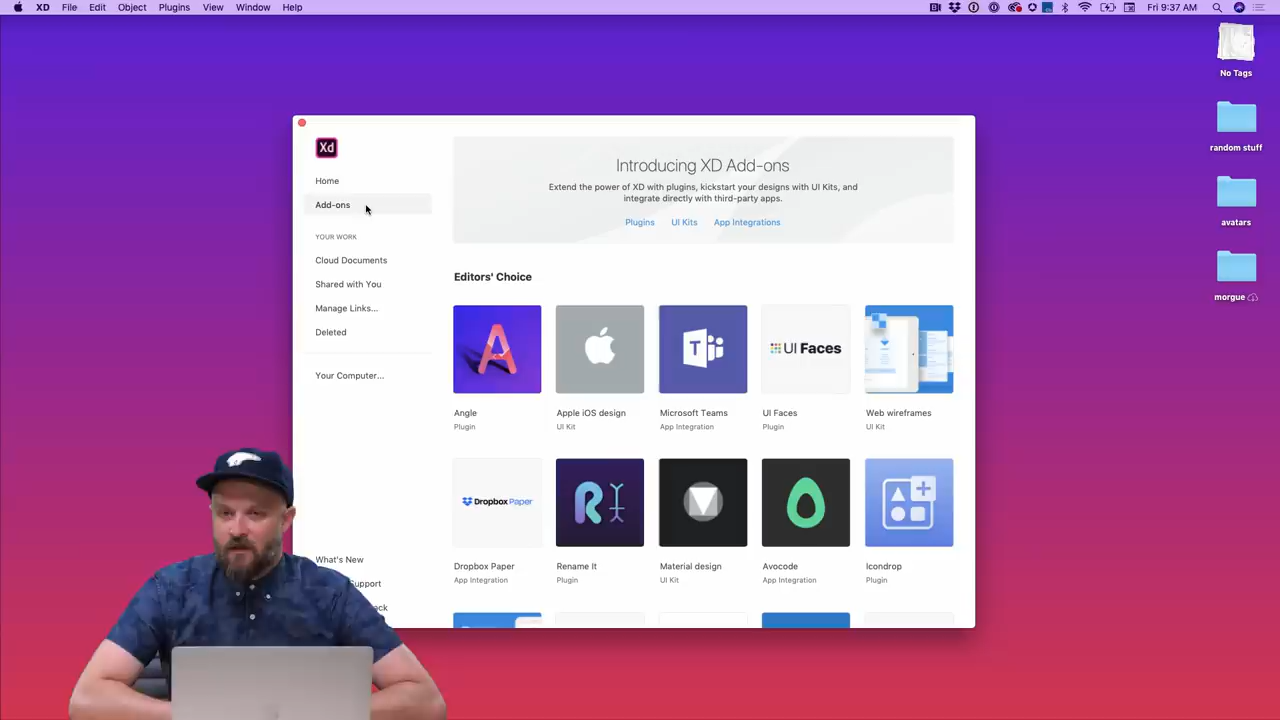 XD File Edit Object Plugins View Window Help
Fri 9:37 AM
No Tags
random stuff
avatars
morgue
Xd
Home
Add-ons
YOUR WORK
Cloud Documents
Shared with You
Manage Links...
Deleted
Your Computer...
What's New
Support
ck
Introducing XD Add-ons
Extend the power of XD with plugins, kickstart your designs with UI Kits, and
integrate directly with third-party apps.
Plugins UI Kits App Integrations
Editors' Choice
A
T
UI Faces
Angle
Plugin
Apple iOS design
UI Kit
Microsoft Teams
App Integration
UI Faces
Plugin
Web wireframes
UI Kit
Dropbox Paper
R
Dropbox Paper
App Integration
Rename It
Plugin
Material design
UI Kit
Avocode
App Integration
Icondrop
Plugin